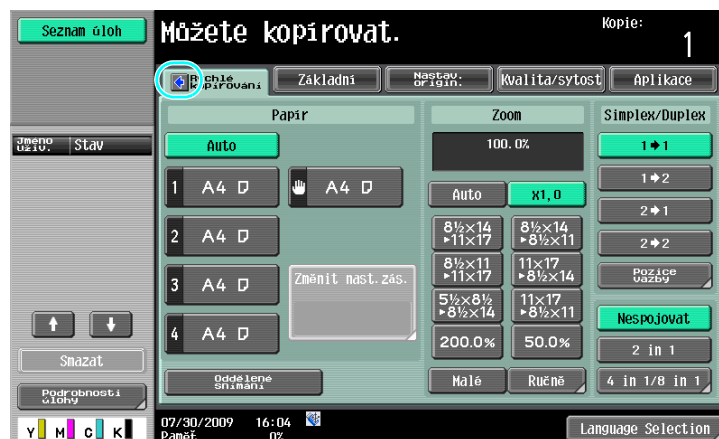 Seznam úloh
Můžete kopírovat.
Kopie:
1
Rychlé
kopírování
Základní
Nastav.
origin.
Kvalita/sytost
Aplikace
Papír
Zoom
Simplex/Duplex
Jméno
uživ.
Stav
Auto
100.0%
1→1
1 A4
A4
Auto
x1,0
1→2
2→1
2 A4
8½×14
▸11×17
8½×14
▸8½×11
2→2
3 A4
Změnit nast.zás.
8½×11
▸11×17
11×17
▸8½×14
Pozice
vazby
5½×8½
▸8½×14
11×17
▸8½×11
Nespojovat
4 A4
200.0%
50.0%
2 in 1
Smazat
Oddělené
snímání
Malé
Ručně
4 in 1/8 in 1
Podrobnosti
úlohy
Y M C K
07/30/2009 16:04
Paměť 0%
Language Selection